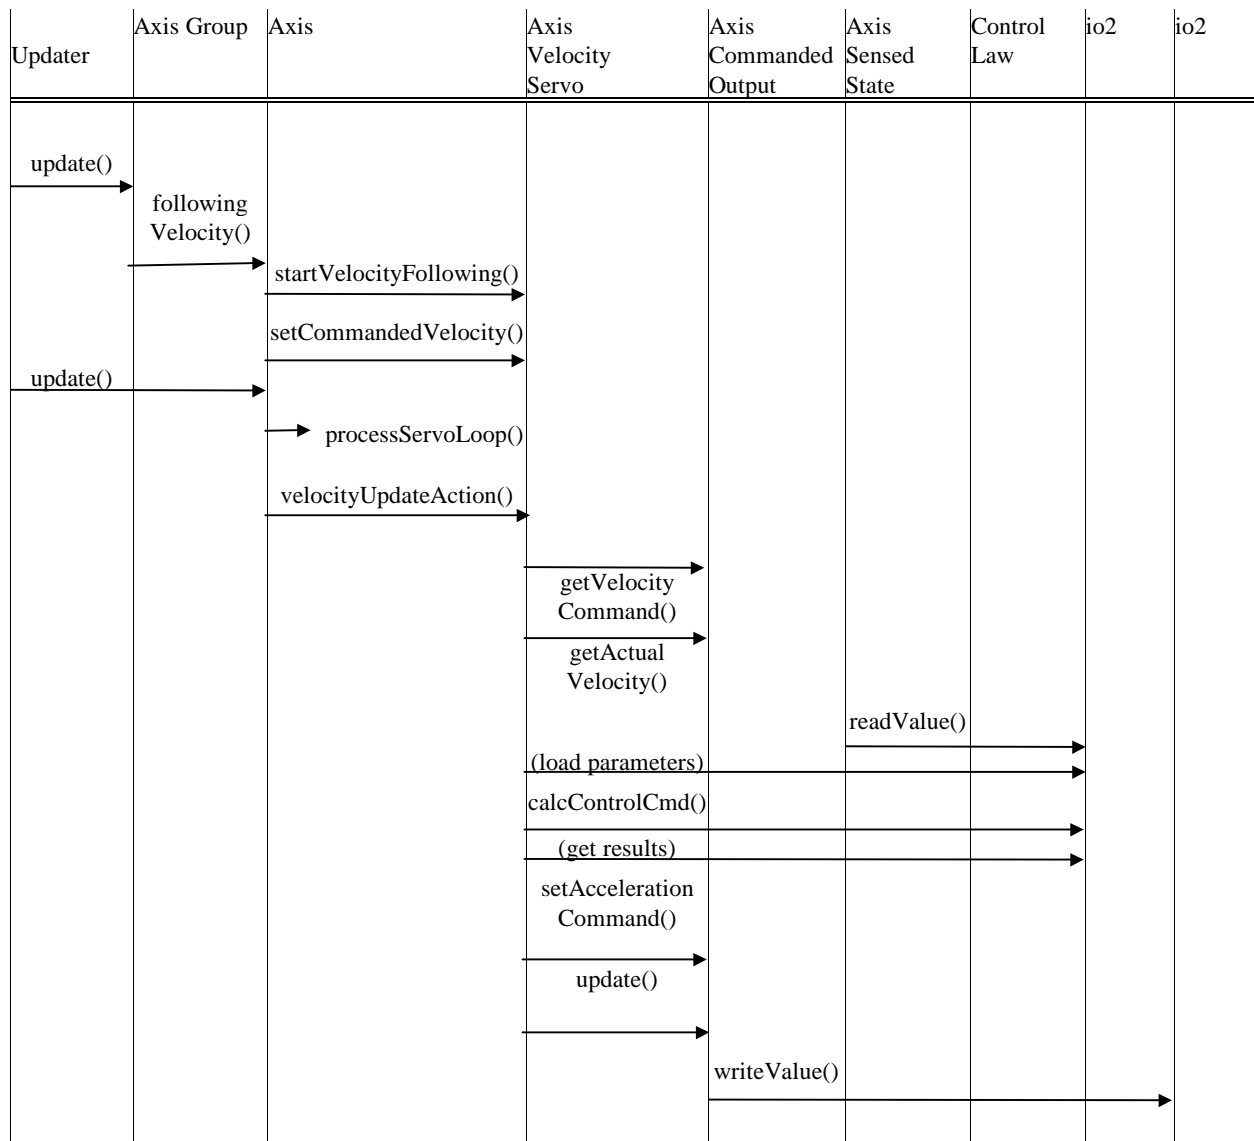 Updater
Axis Group
Axis
Axis
Velocity
Servo
Axis
Commanded
Output
Axis
Sensed
State
Control
Law
io2
io2
update()
following
Velocity()
startVelocityFollowing()
setCommandedVelocity()
update()
processServoLoop()
velocityUpdateAction()
getVelocity
Command()
getActual
Velocity()
readValue()
(load parameters)
calcControlCmd()
(get results)
setAcceleration
Command()
update()
writeValue()